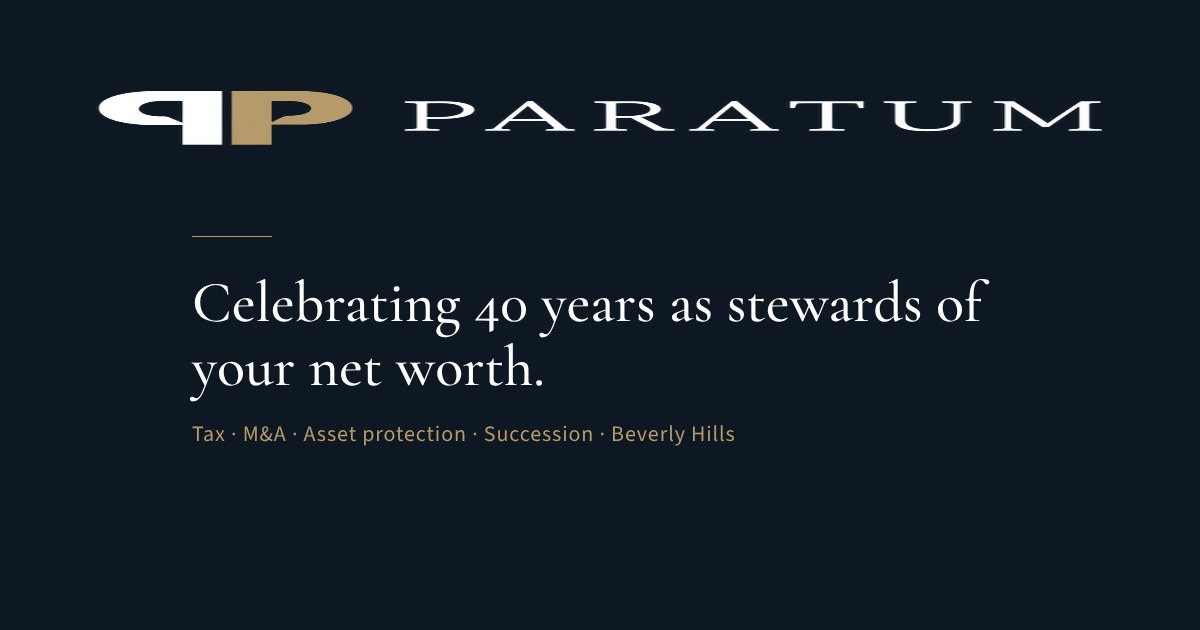 PARATUM
Celebrating 40 years as stewards of
your net worth.
Tax · M&A · Asset protection · Succession · Beverly Hills